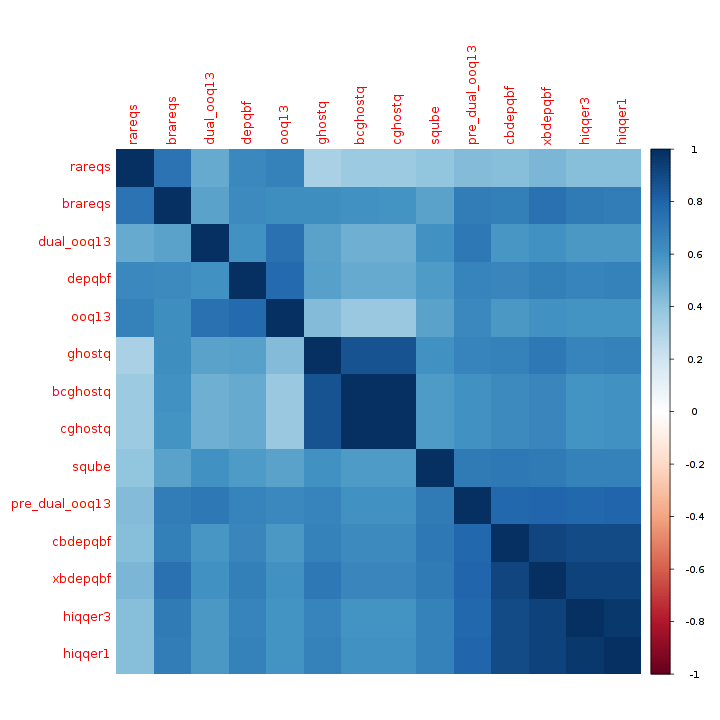 rareqs
brareqs
dual_ooq13
depqbf
ooq13
ghostq
bcghostq
cghostq
sqube
pre_dual_ooq13
cbdepqbf
xbdepqbf
hiqqer3
hiqqer1
rareqs
brareqs
dual_ooq13
depqbf
ooq13
ghostq
bcghostq
cghostq
sqube
pre_dual_ooq13
cbdepqbf
xbdepqbf
hiqqer3
hiqqer1
1
0.8
0.6
0.4
0.2
0
-0.2
-0.4
-0.6
-0.8
-1